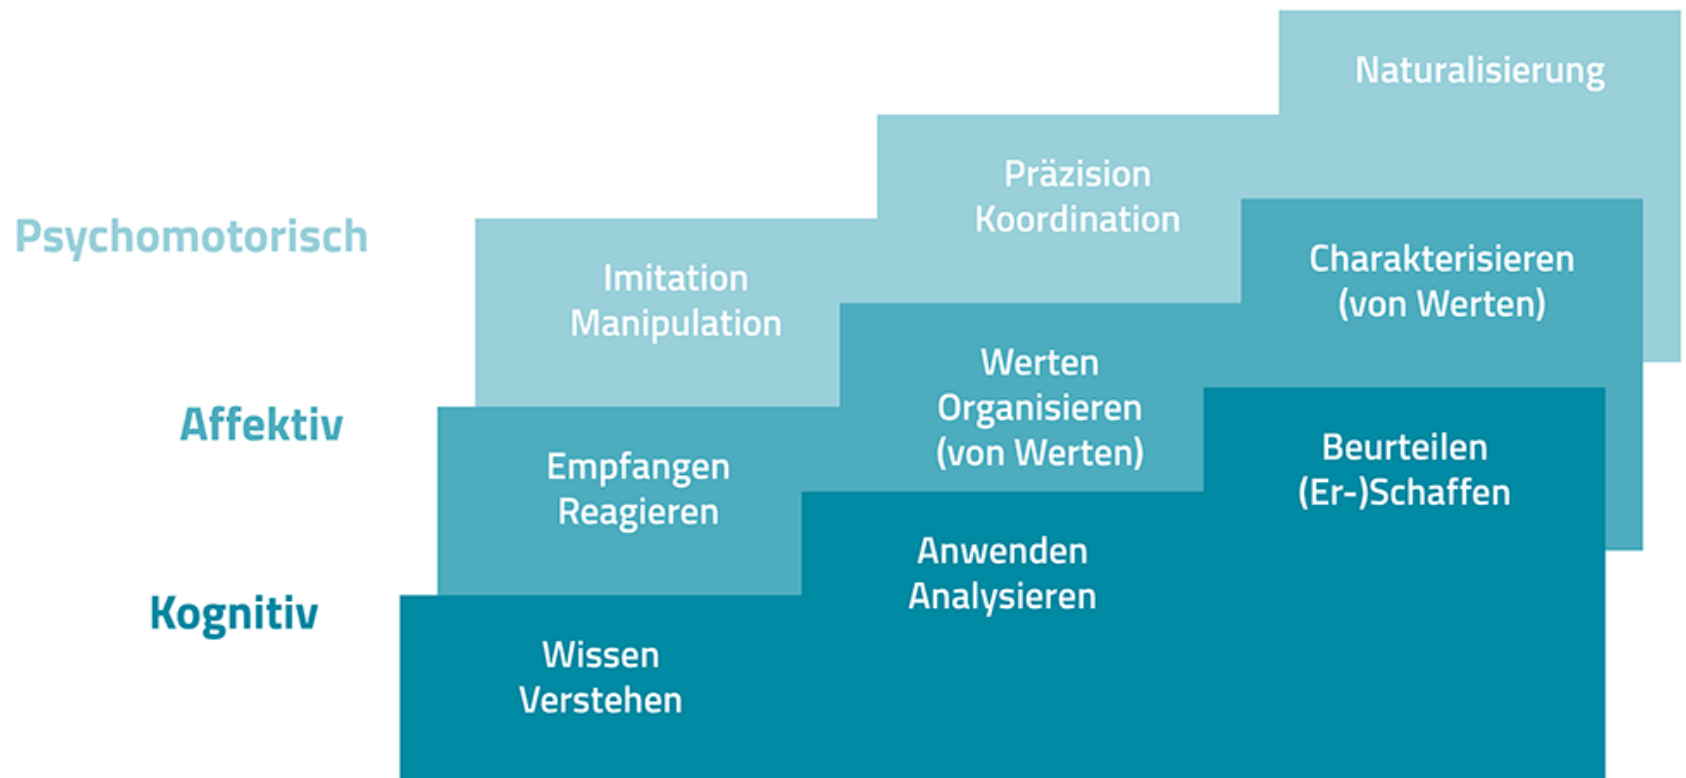 Naturalisierung
Präzision
Koordination
Psychomotorisch
Imitation
Manipulation
Charakterisieren
(von Werten)
Werten
Organisieren
(von Werten)
Affektiv
Empfangen
Reagieren
Beurteilen
(Er-)Schaffen
Anwenden
Analysieren
Kognitiv
Wissen
Verstehen